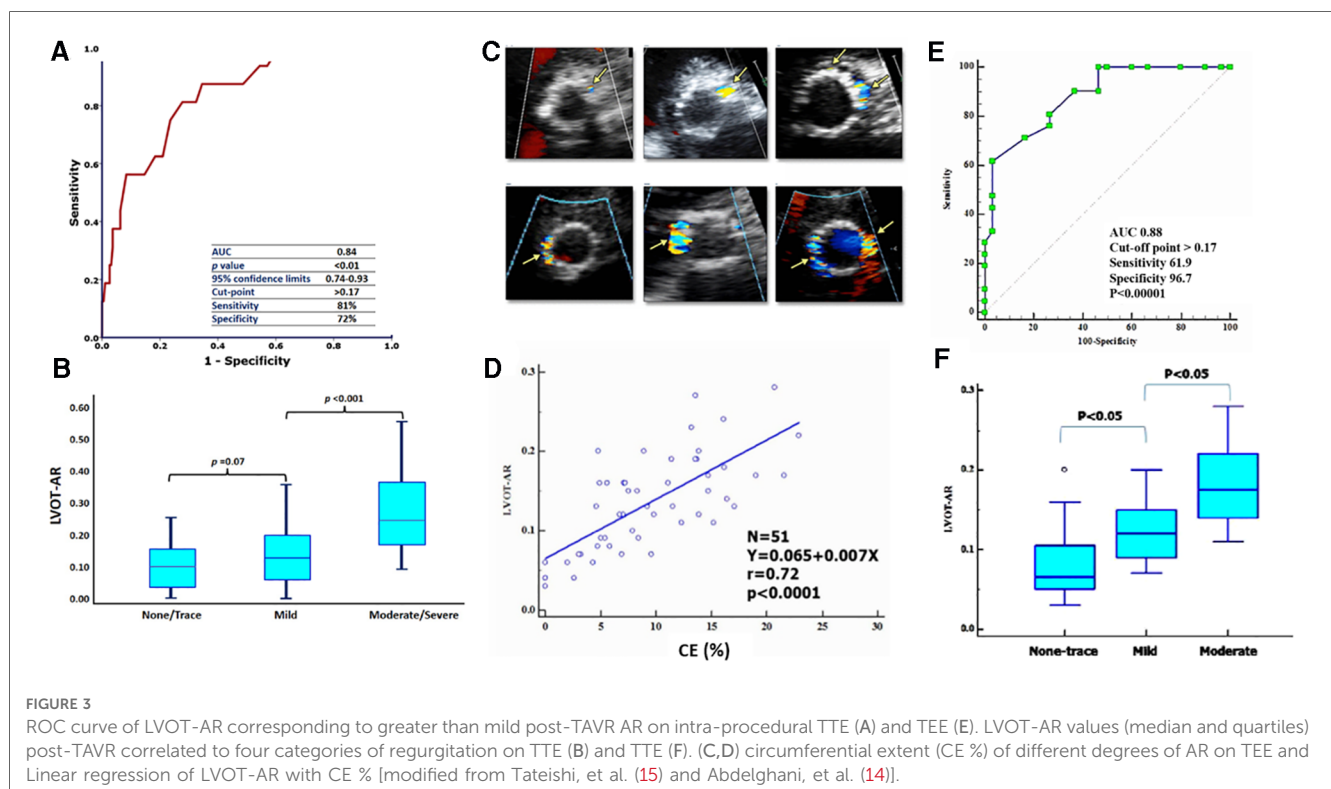 A
1.0
0.8
0.6
0.4
0.2
0.0
Sensitivity
AUC 0.84
p value <0.01
95% confidence limits 0.74-0.93
Cut-point >0.17
Sensitivity 81%
Specificity 72%
0.0 0.2 0.4 0.6 0.8 1.0
1 - Specificity
B
0.60
0.50
0.40
0.30
0.20
0.10
0.00
LVOT-AR
p =0.07
p <0.001
None/Trace Mild Moderate/Severe
C
D
0.3
0.2
0.1
0.0
LVOT-AR
N=51
Y=0.065+0.007X
r=0.72
p<0.0001
0 5 10 15 20 25 30
CE (%)
E
100
80
60
40
20
0
Sensitivity
AUC 0.88
Cut-off point > 0.17
Sensitivity 61.9
Specificity 96.7
P<0.00001
0 20 40 60 80 100
100-Specificity
F
0.3
0.2
0.1
0.0
LVOT-AR
P<0.05
P<0.05
None-trace Mild Moderate
FIGURE 3
ROC curve of LVOT-AR corresponding to greater than mild post-TAVR AR on intra-procedural TTE (A) and TEE (E). LVOT-AR values (median and quartiles)
post-TAVR correlated to four categories of regurgitation on TTE (B) and TTE (F). (C,D) circumferential extent (CE %) of different degrees of AR on TEE and
Linear regression of LVOT-AR with CE % [modified from Tateishi, et al. (15) and Abdelghani, et al. (14)].